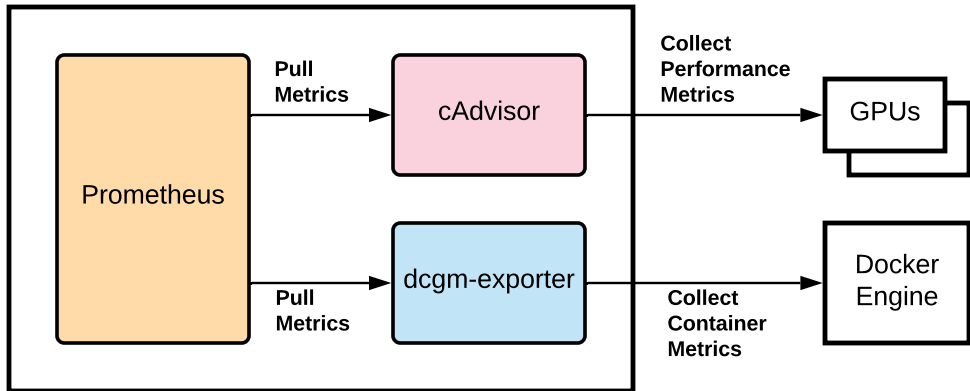 Prometheus
Pull
Metrics
cAdvisor
Collect
Performance
Metrics
GPUs
Pull
Metrics
dcgm-exporter
Collect
Container
Metrics
Docker
Engine